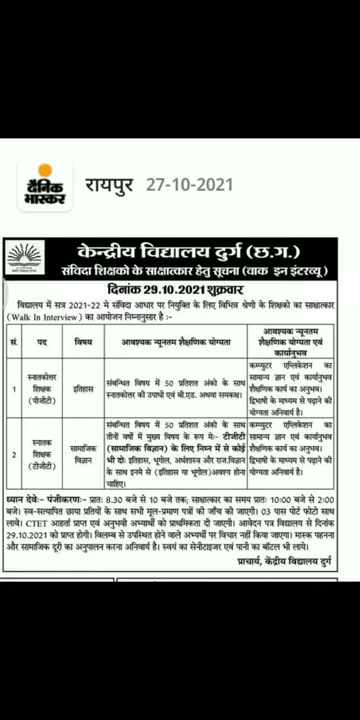 दैनिक
भास्कर
रायपुर 27-10-2021
केन्द्रीय विद्यालय दुर्ग (छ.ग.)
संविदा शिक्षको के साक्षात्कार हेतु सूचना (वाक इन इंटरव्यू)
दिनांक 29.10.2021 शुक्रवार
विद्यालय में सत्र 2021-22 मे संविदा आधार पर नियुक्ति के लिए विभिन्न श्रेणी के शिक्षको का साक्षात्कार
(Walk In Interview) का आयोजन निम्नानुसार है :-
सं. पद विषय आवश्यक न्यूनतम शैक्षणिक योग्यता आवश्यक न्यूनतम
शैक्षणिक योग्यता एवं
कार्यानुभव
1 स्नातकोत्तर
शिक्षक
(पीजीटी)
इतिहास
संबन्धित विषय में 50 प्रतिशत अंको के साथ
स्नातकोत्तर की उपाधी एवं बी.एड. अथवा समकक्ष।
कम्प्युटर एप्लिकेशन का
सामान्य ज्ञान एवं कार्यानुभव
शैक्षणिक कार्य का अनुभव।
द्विभाषी के माध्यम से पढ़ाने की
योग्यता अनिवार्य है।
2 स्नातक
शिक्षक
(टीजीटी)
सामाजिक
विज्ञान
संबन्धित विषय में 50 प्रतिशत अंको के साथ
तीनों वर्षो में मुख्य विषय के रूप मे:- टीजीटी
(सामाजिक विज्ञान) के लिए निम्न में से कोई
भी दो: इतिहास, भूगोल, अर्थशास्त्र और राज.विज्ञान
के साथ इनमे से (इतिहास या भूगोल)अवश्य होना
चाहिए।
कम्प्युटर एप्लिकेशन का
सामान्य ज्ञान एवं कार्यानुभव
शैक्षणिक कार्य का अनुभव।
द्विभाषी के माध्यम से पढ़ाने की
योग्यता अनिवार्य है।
ध्यान देवे:- पंजीकरण:- प्रातः 8.30 बजे से 10 बजे तक; साक्षात्कार का समय प्रातः 10:00 बजे से 2:00
बजे। स्व-सत्यापित छाया प्रतियों के साथ सभी मूल-प्रमाण पत्रों की जाँच की जाएगी। 03 पास पोर्ट फोटो साथ
लावे। CTET आहर्ता प्राप्त एवं अनुभवी अभ्यार्थी को प्राथमिकता दी जाएगी। आवेदन पत्र विद्यालय से दिनांक
29.10.2021 को प्राप्त होगी। विलम्ब से उपस्थित होने वाले अभ्यर्थी पर विचार नहीं किया जाएगा। मास्क पहनना
और सामाजिक दूरी का अनुपालन करना अनिवार्य है। स्वयं का सेनीटाइजर एवं पानी का बॉटल भी लाये।
प्राचार्य, केंद्रीय विद्यालय दुर्ग